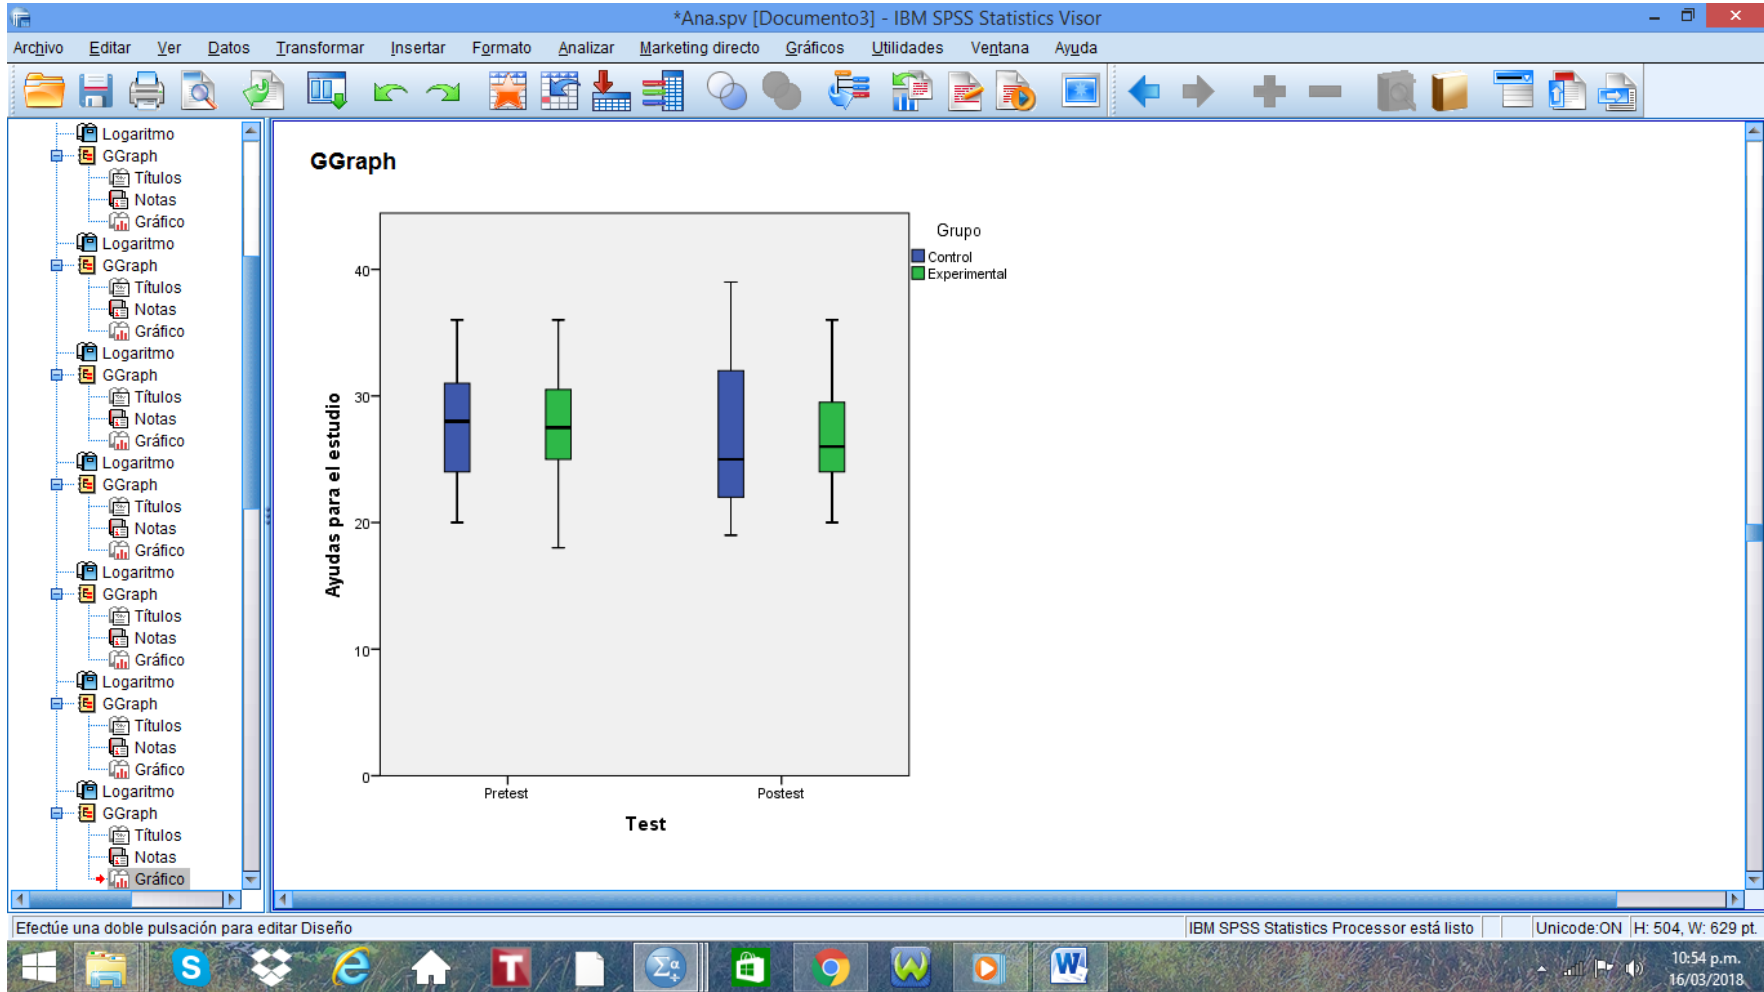 *Ana.spv [Documento3] - IBM SPSS Statistics Visor
Archivo Editar Ver Datos Transformar Insertar Formato Analizar Marketing directo Gráficos Utilidades Ventana Ayuda
Logaritmo
GGraph
Títulos
Notas
Gráfico
Logaritmo
GGraph
Títulos
Notas
Gráfico
Logaritmo
GGraph
Títulos
Notas
Gráfico
Logaritmo
GGraph
Títulos
Notas
Gráfico
Logaritmo
GGraph
Títulos
Notas
Gráfico
Logaritmo
GGraph
Títulos
Notas
Gráfico
Logaritmo
GGraph
Títulos
Notas
Gráfico
GGraph
Grupo
Control
Experimental
Ayudas para el estudio
40
30
20
10
0
Pretest Postest
Test
Efectúe una doble pulsación para editar Diseño
IBM SPSS Statistics Processor está listo
Unicode:ON H: 504, W: 629 pt.
10:54 p.m.
16/03/2018